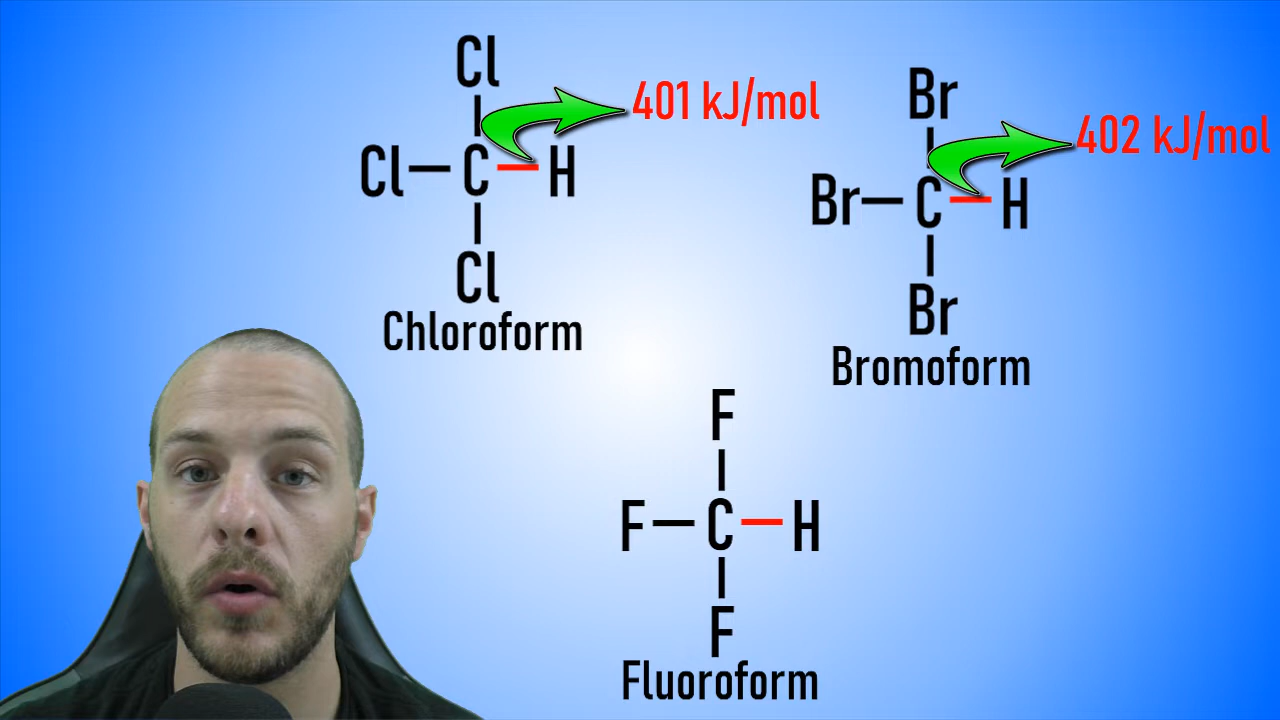 Cl
401 kJ/mol
Cl C H
Cl
Chloroform
Br
402 kJ/mol
Br C H
Br
Bromoform
F
F C H
F
Fluoroform